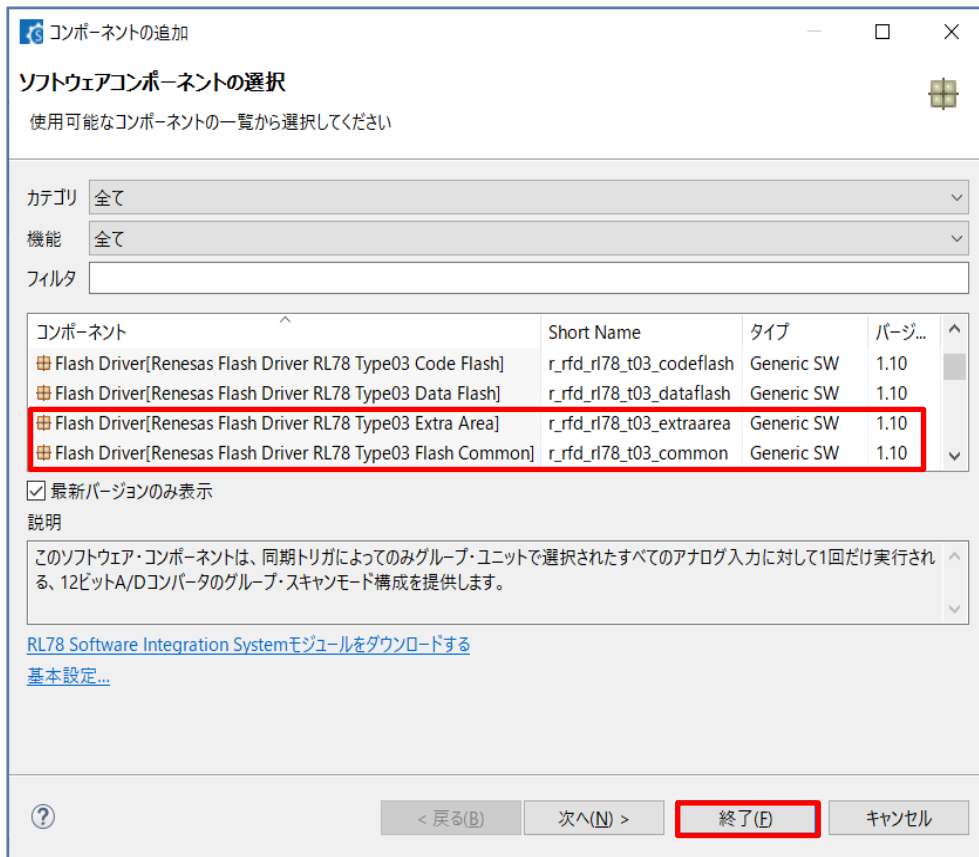 コンポーネントの追加
ソフトウェアコンポーネントの選択
使用可能なコンポーネントの一覧から選択してください
カテゴリ 全て
機能 全て
フィルタ
コンポーネント Short Name タイプ バージ...
Flash Driver[Renesas Flash Driver RL78 Type03 Code Flash] r_rfd_rl78_t03_codeflash Generic SW 1.10
Flash Driver[Renesas Flash Driver RL78 Type03 Data Flash] r_rfd_rl78_t03_dataflash Generic SW 1.10
Flash Driver[Renesas Flash Driver RL78 Type03 Extra Area] r_rfd_rl78_t03_extraarea Generic SW 1.10
Flash Driver[Renesas Flash Driver RL78 Type03 Flash Common] r_rfd_rl78_t03_common Generic SW 1.10
最新バージョンのみ表示
説明
このソフトウェア・コンポーネントは、同期トリガによってのみグループ・ユニットで選択されたすべてのアナログ入力に対して1回だけ実行され
る、12ビットA/Dコンバータのグループ・スキャンモード構成を提供します。
RL78 Software Integration Systemモジュールをダウンロードする
基本設定...
< 戻る(B) 次へ(N) > 終了(F) キャンセル